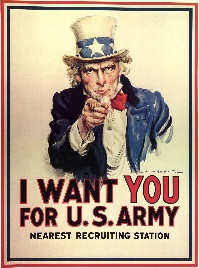 I WANT YOU
FOR U.S. ARMY
NEAREST RECRUITING STATION